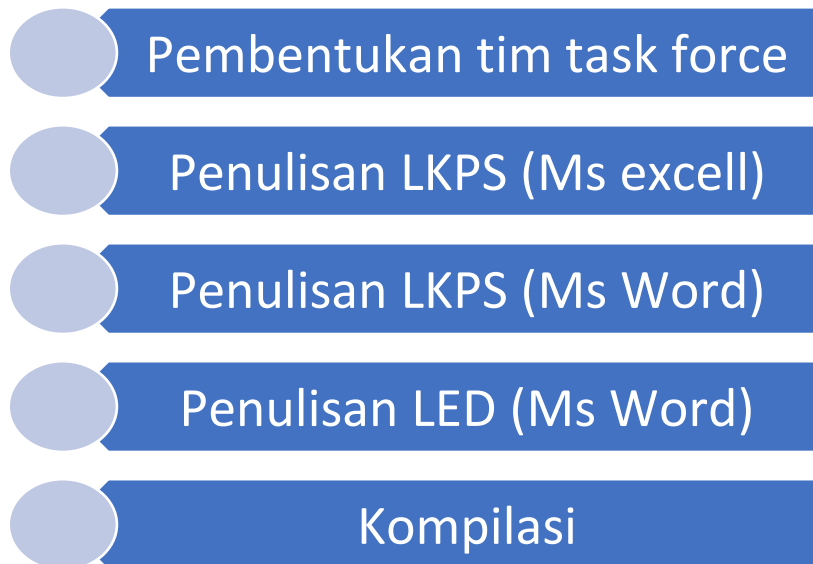 Pembentukan tim task force
Penulisan LKPS (Ms excell)
Penulisan LKPS (Ms Word)
Penulisan LED (Ms Word)
Kompilasi